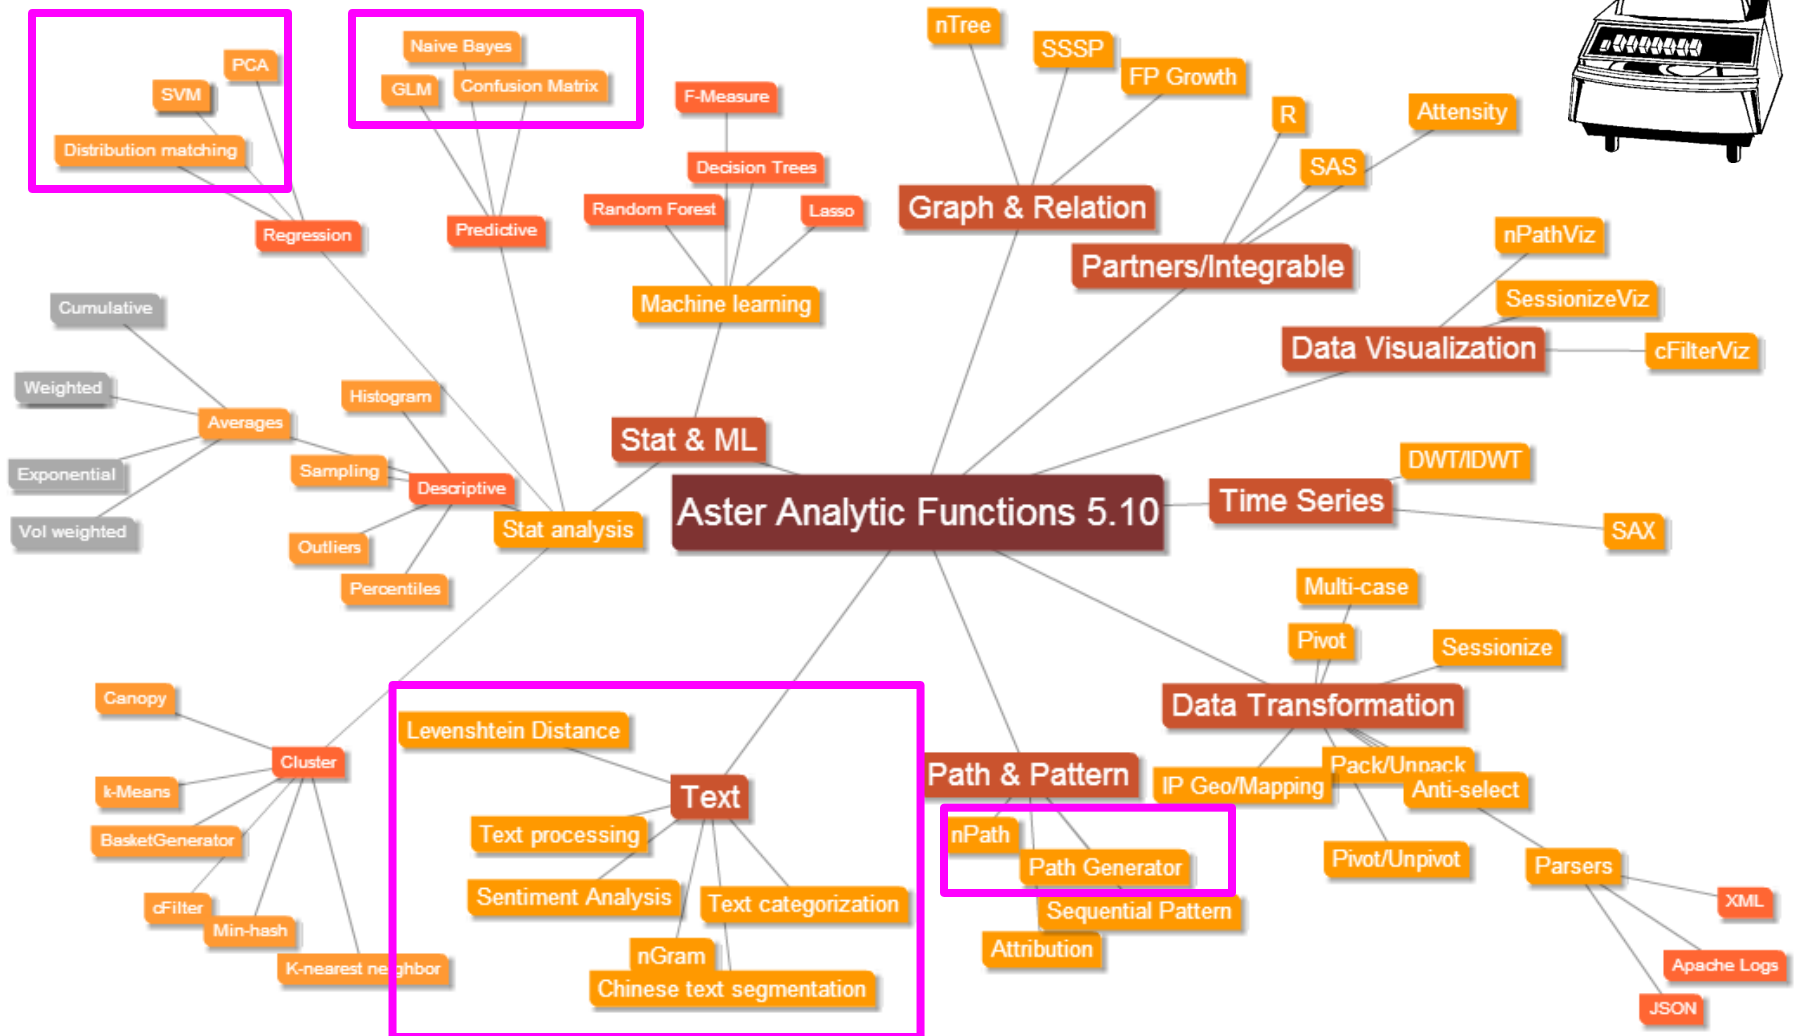 nTree
SSSP
FP Growth
Naive Bayes
PCA
GLM
Confusion Matrix
SVM
F-Measure
R
Attensity
Distribution matching
Decision Trees
SAS
Random Forest
Lasso
Graph & Relation
Regression
Predictive
nPathViz
Partners/Integrable
Cumulative
Machine learning
SessionizeViz
Data Visualization
cFilterViz
Weighted
Histogram
Averages
Stat & ML
DWT/IDWT
Exponential
Sampling
Descriptive
Aster Analytic Functions 5.10
Time Series
Vol weighted
Stat analysis
SAX
Outliers
Percentiles
Multi-case
Pivot
Sessionize
Canopy
Data Transformation
Levenshtein Distance
Cluster
Path & Pattern
Pack/Unpack
k-Means
Text
IP Geo/Mapping
Anti-select
BasketGenerator
Text processing
nPath
Path Generator
Pivot/Unpivot
Parsers
cFilter
Sentiment Analysis
Text categorization
Sequential Pattern
XML
Min-hash
nGram
Attribution
K-nearest neighbor
Chinese text segmentation
Apache Logs
JSON